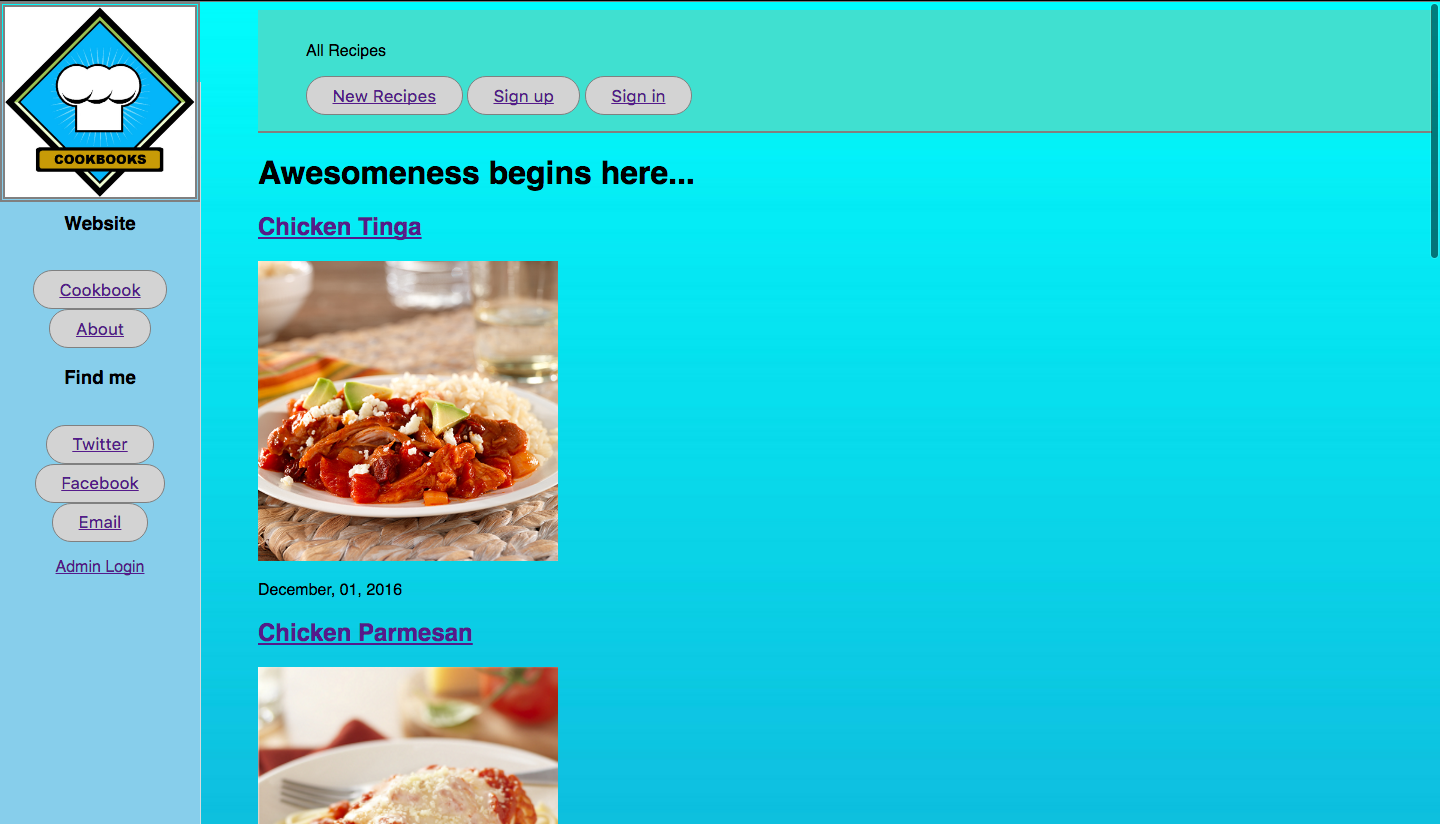 COOKBOOKS
Website
Cookbook
About
Find me
Twitter
Facebook
Email
Admin Login
All Recipes
New Recipes Sign up Sign in
Awesomeness begins here...
Chicken Tinga
December, 01, 2016
Chicken Parmesan